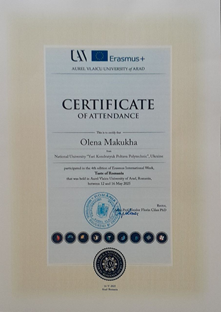 UAV Erasmus+
AUREL VLAICU UNIVERSITY of ARAD
CERTIFICATE
OF ATTENDANCE
This is to certify that
Olena Makukha
from
National University "Yuri Kondratyuk Poltava Polytechnic", Ukraine
participated in the 4th edition of Erasmus International Week,
Taste of Romania
that was held in Aurel Vlaicu University of Arad, Romania,
between 12 and 16 May 2025
Rector,